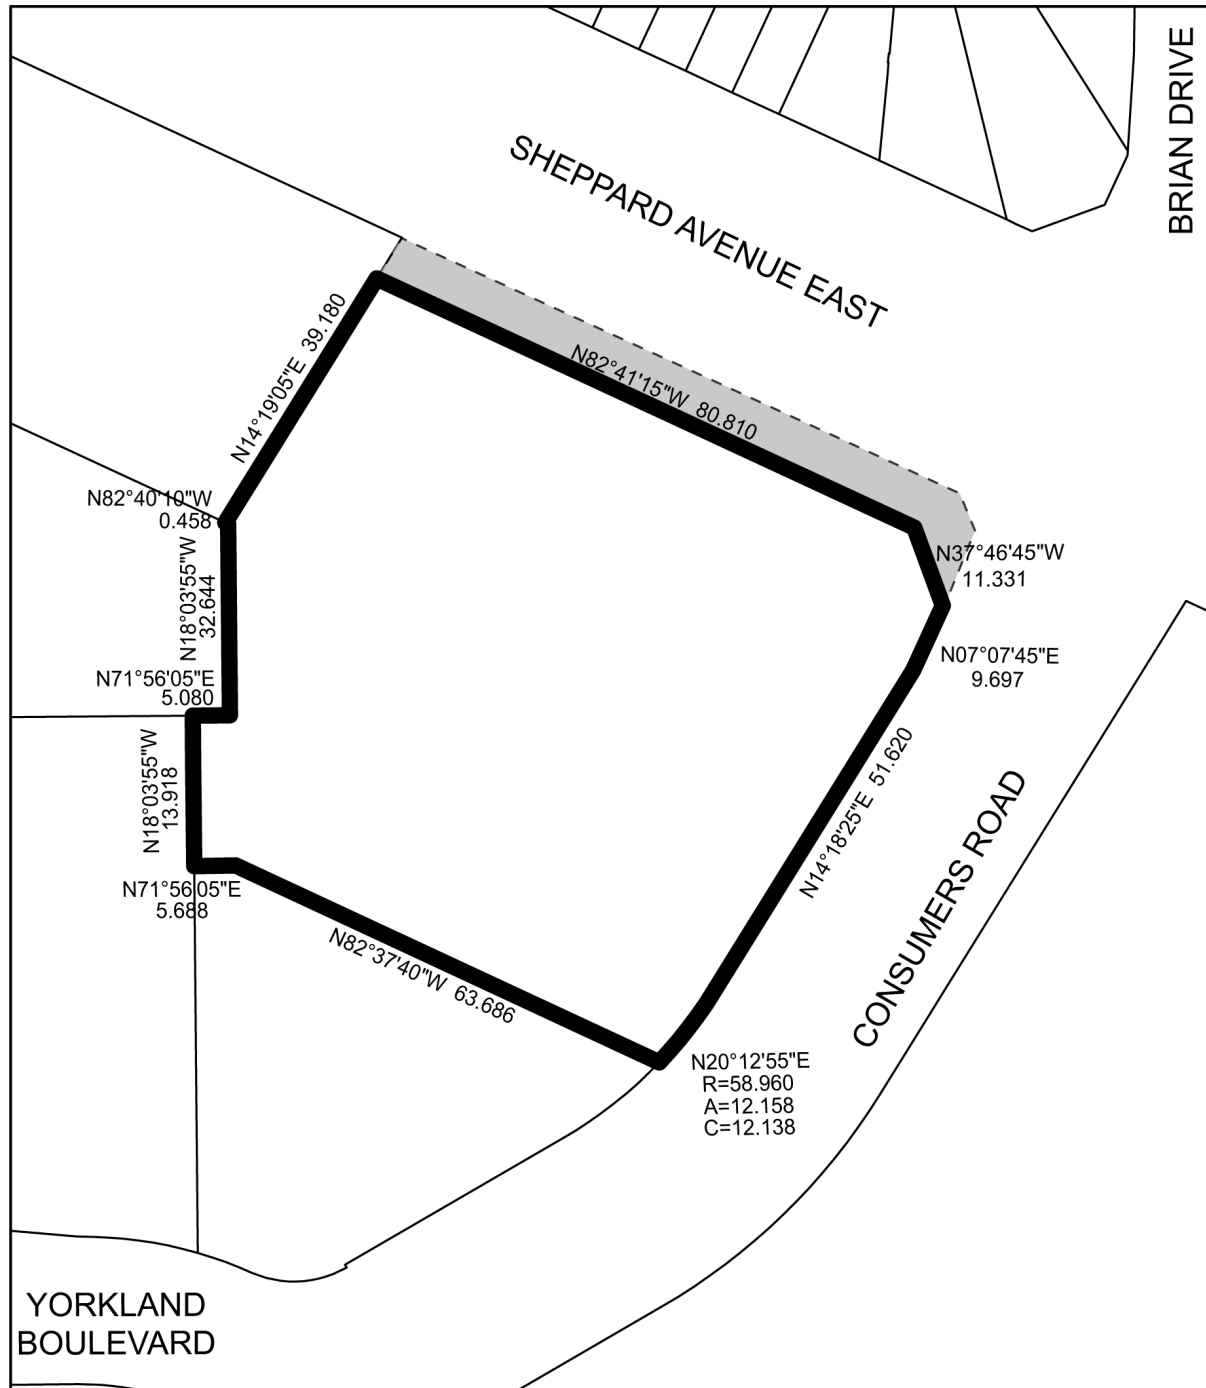 BRIAN DRIVE
SHEPPARD AVENUE EAST
N14°19'05"E 39.180
N82°41'15"W 80.810
N82°40'10"W
0.458
N18°03'55"W
32.644
N37°46'45"W
11.331
N71°56'05"E
5.080
N07°07'45"E
9.697
N18°03'55"W
13.918
N14°18'25"E 51.620
CONSUMERS ROAD
N71°56'05"E
5.688
N82°37'40"W 63.686
N20°12'55"E
R=58.960
A=12.158
C=12.138
YORKLAND
BOULEVARD